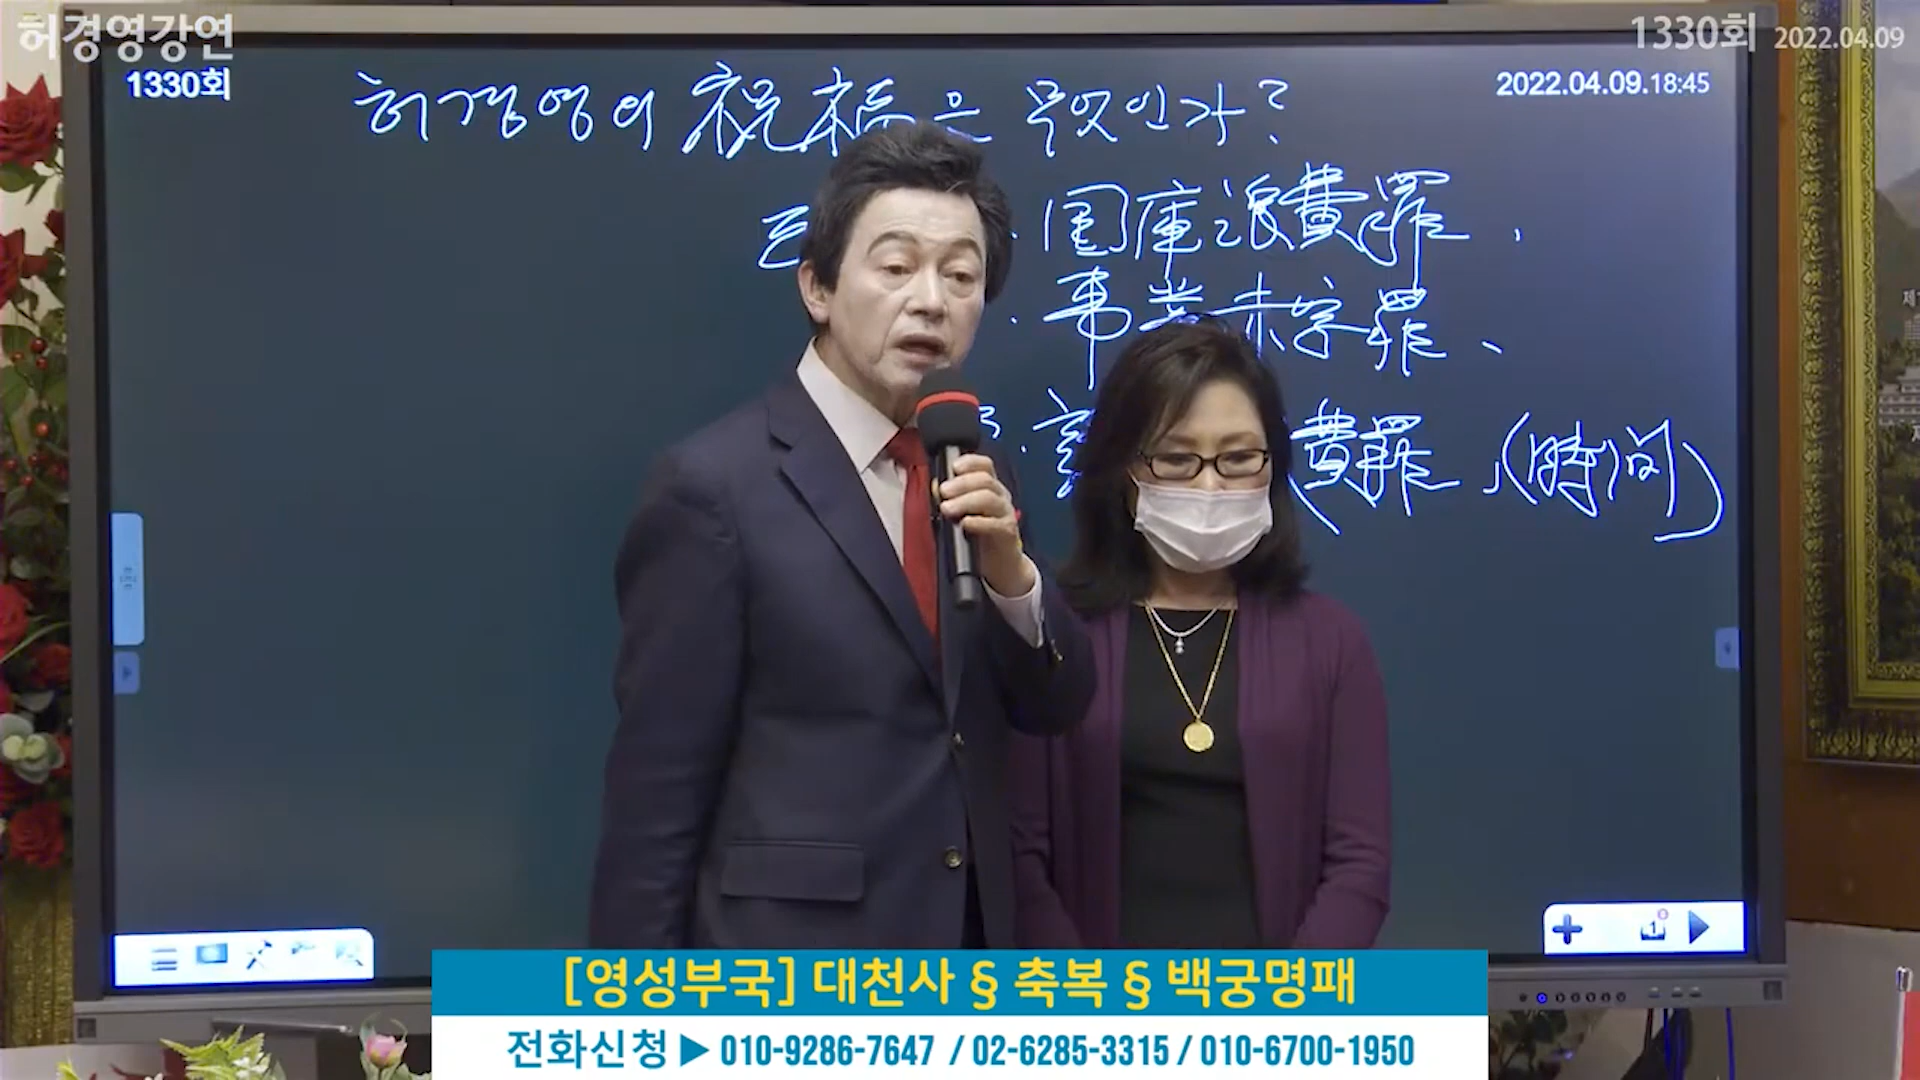 허경영강연
1330회 2022.04.09
1330회
2022.04.09.18:45
허경영의 祝福은 무엇인가?
国庫浪費罪.
事業赤字罪、
費罪、(時间)
[영성부국] 대천사 § 축복 § 백궁명패
전화신청 ▶ 010-9286-7647 / 02-6285-3315 / 010-6700-1950